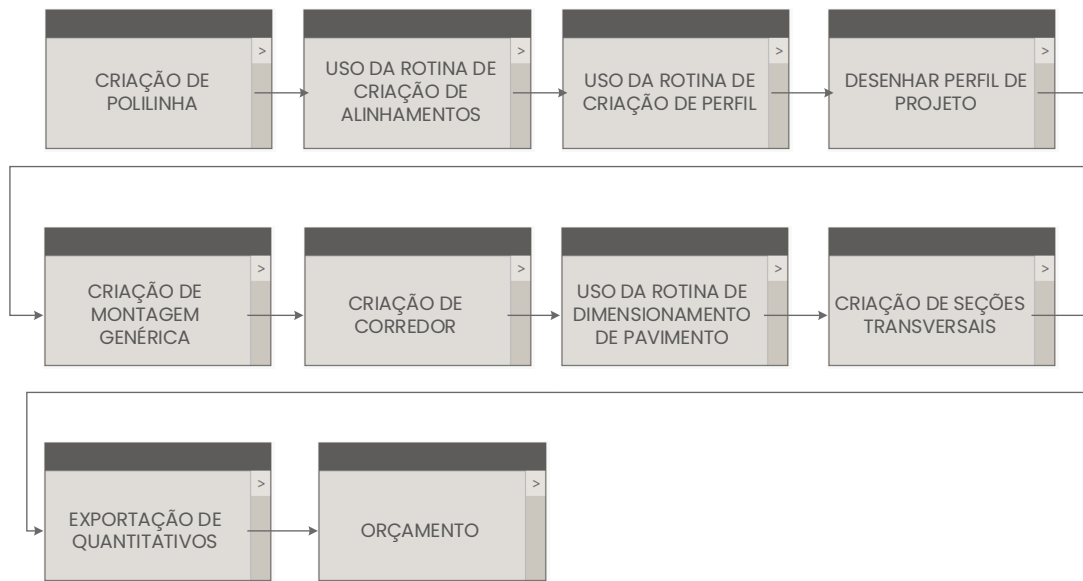 >
CRIAÇÃO DE
POLILINHA
>
USO DA ROTINA DE
CRIAÇÃO DE
ALINHAMENTOS
>
USO DA ROTINA DE
CRIAÇÃO DE PERFIL
>
DESENHAR PERFIL DE
PROJETO
>
CRIAÇÃO DE
MONTAGEM
GENÉRICA
>
CRIAÇÃO DE
CORREDOR
>
USO DA ROTINA DE
DIMENSIONAMENTO
DE PAVIMENTO
>
CRIAÇÃO DE SEÇÕES
TRANSVERSAIS
>
EXPORTAÇÃO DE
QUANTITATIVOS
>
ORÇAMENTO